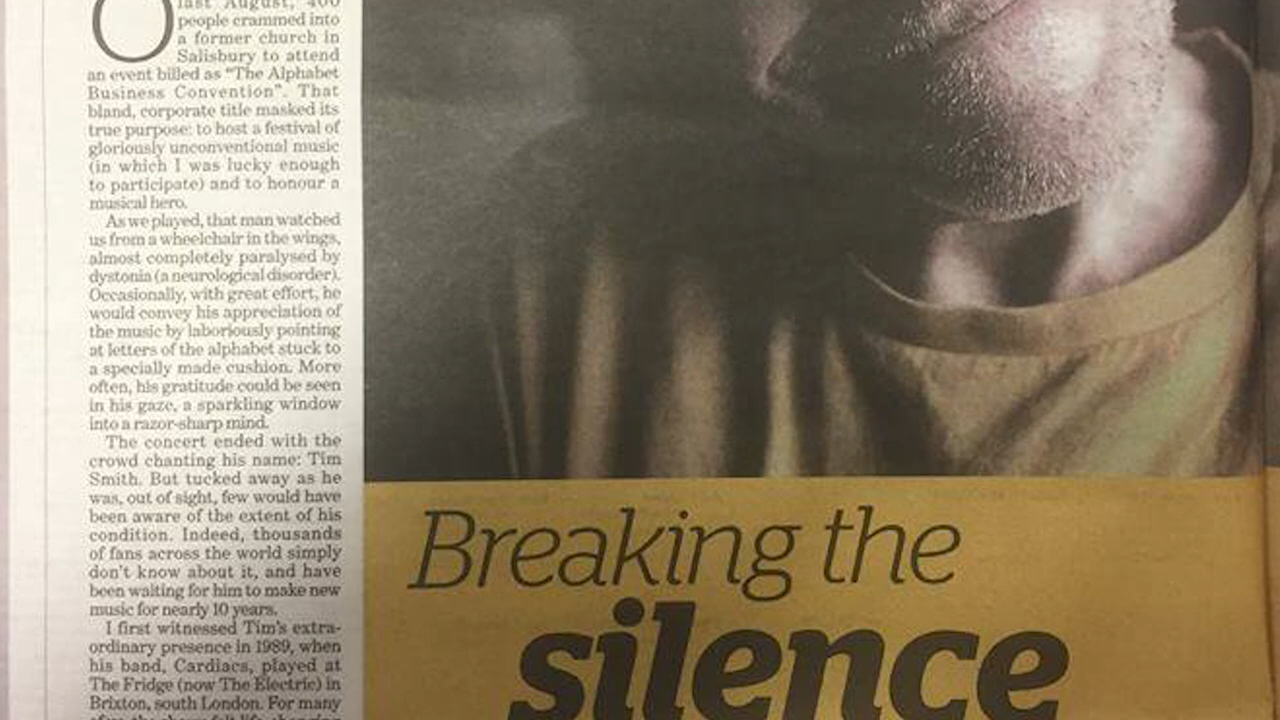 O
last August, 400
people crammed into
a former church in
Salisbury to attend
an event billed as “The Alphabet
Business Convention”. That
bland, corporate title masked its
true purpose: to host a festival of
gloriously unconventional music
(in which I was lucky enough
to participate) and to honour a
musical hero.
As we played, that man watched
us from a wheelchair in the wings,
almost completely paralysed by
dystonia (a neurological disorder).
Occasionally, with great effort, he
would convey his appreciation of
the music by laboriously pointing
at letters of the alphabet stuck to
a specially made cushion. More
often, his gratitude could be seen
in his gaze, a sparkling window
into a razor-sharp mind.
The concert ended with the
crowd chanting his name: Tim
Smith. But tucked away as he
was, out of sight, few would have
been aware of the extent of his
condition. Indeed, thousands
of fans across the world simply
don’t know about it, and have
been waiting for him to make new
music for nearly 10 years.
I first witnessed Tim’s extra-
ordinary presence in 1989, when
his band, Cardiacs, played at
The Fridge (now The Electric) in
Brixton, south London. For many
Breaking the
silence